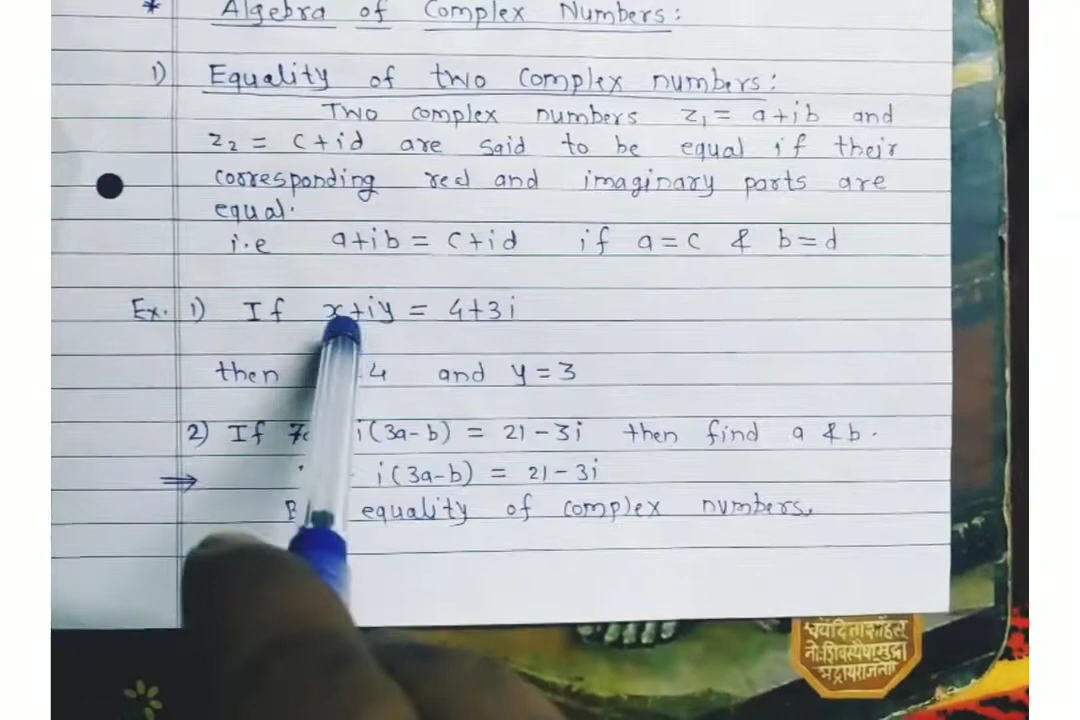 * Algebra of Complex Numbers:
1) Equality of two complex numbers:
Two complex numbers z₁ = a+ib and
z₂ = c+id are said to be equal if their
corresponding real and imaginary parts are
equal.
i.e a+ib = c+id if a=c & b=d
Ex. 1) If x+iy = 4+3i
then 4 and y=3
2) If 7 i(3a-b) = 21-3i then find a & b.
⇒ i(3a-b) = 21-3i
equality of complex numbers.